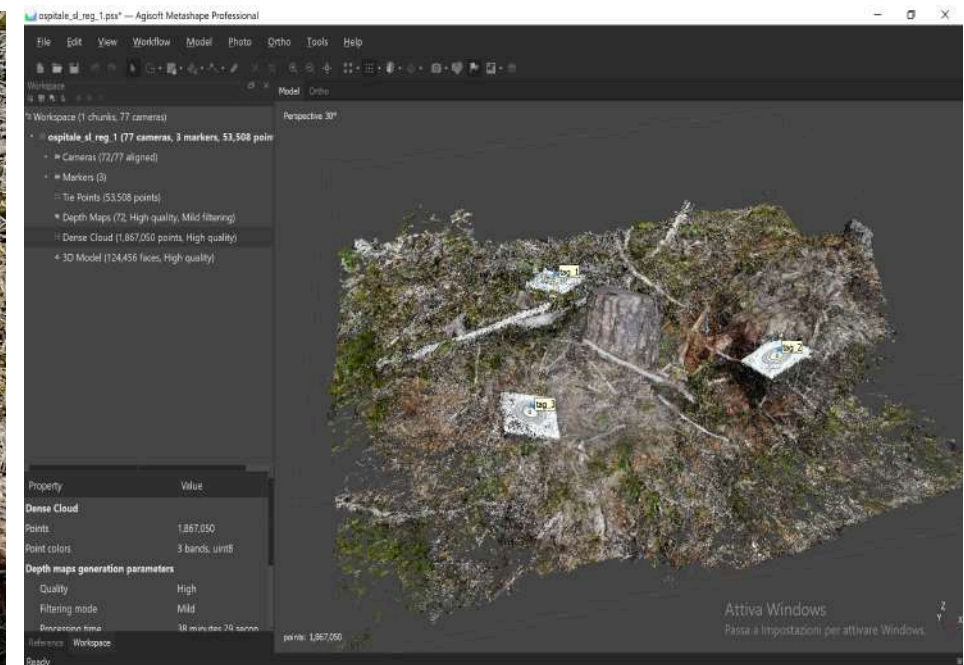 ospitale_sl_reg_1.psx* — Agisoft Metashape Professional
File Edit View Workflow Model Photo Ortho Tools Help
Workspace
Model Ortho
Workspace (1 chunks, 77 cameras)
Perspective 30°
ospitale_sl_reg_1 (77 cameras, 3 markers, 53,508 poin
Cameras (72/77 aligned)
Markers (3)
Tie Points (53,508 points)
Depth Maps (72, High quality, Mild filtering)
Dense Cloud (1,867,050 points, High quality)
3D Model (124,456 faces, High quality)
tag_1
tag_2
tag_3
Property Value
Dense Cloud
Points 1,867,050
Point colors 3 bands, uint8
Depth maps generation parameters
Quality High
Filtering mode Mild
Processing time 38 minutes 29 secon
points: 1,867,050
Attiva Windows
Passa a Impostazioni per attivare Windows.
Z
Y X
Reference Workspace
Ready